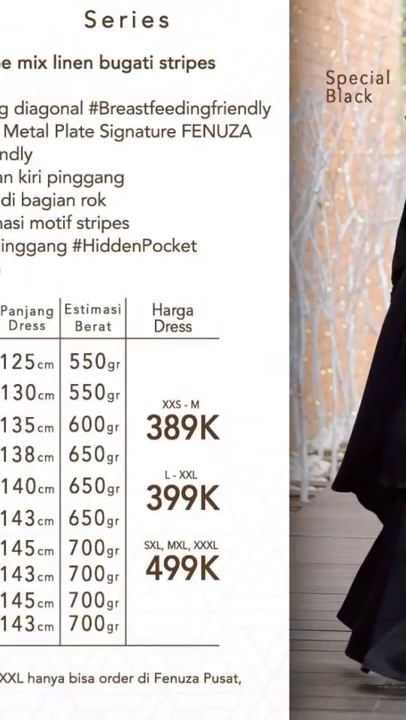 Series
e mix linen bugati stripes
g diagonal #Breastfeedingfriendly
Metal Plate Signature FENUZA
ndly
an kiri pinggang
di bagian rok
nasi motif stripes
inggang #HiddenPocket
Special
Black
Panjang Dress Estimasi Berat Harga Dress
125cm 550gr
130cm 550gr
XXS - M
135cm 600gr 389K
138cm 650gr
L - XXL
140cm 650gr 399K
143cm 650gr
SXL, MXL, XXXL
145cm 700gr 499K
143cm 700gr
145cm 700gr
143cm 700gr
XXL hanya bisa order di Fenuza Pusat,